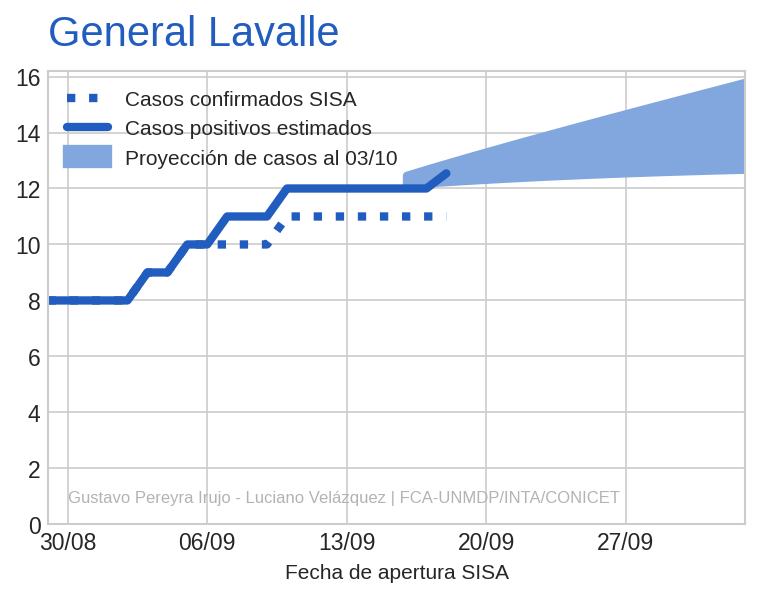 General Lavalle
16
14
12
10
8
6
4
2
0
Casos confirmados SISA
Casos positivos estimados
Proyección de casos al 03/10
Gustavo Pereyra Irujo - Luciano Velázquez | FCA-UNMDP/INTA/CONICET
30/08 06/09 13/09 20/09 27/09
Fecha de apertura SISA